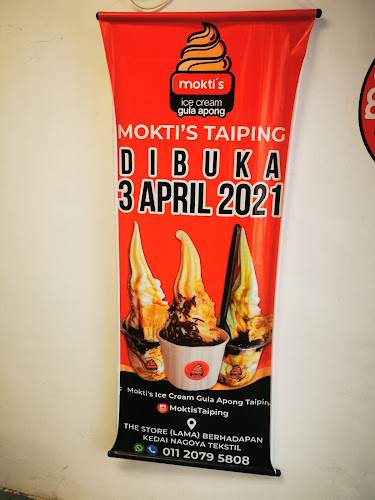 mokti's
ice cream
gula apong
MOKTI'S TAIPING
DIBUKA
3 APRIL 2021
Mokti's Ice Cream Gula Apong Taiping
MoktisTaiping
THE STORE (LAMA) BERHADAPAN
KEDAI NAGOYA TEKSTIL
011 2079 5808